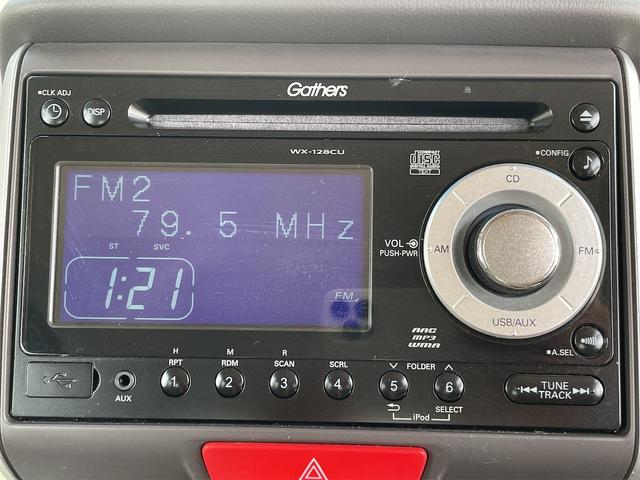 Gathers
CLK ADJ
DISP
WX-128CU
COMPACT
disc
DIGITAL AUDIO
TEXT
CONFIG
FM2
79.5 MHz
ST SVC
1:21
FM
VOL
PUSH-PWR
CD
AM
FM
USB/AUX
AAC
MP3
WMA
A.SEL
H M R
RPT RDM SCAN SCRL FOLDER
1 2 3 4 5 6
AUX
iPod
SELECT
TUNE
TRACK